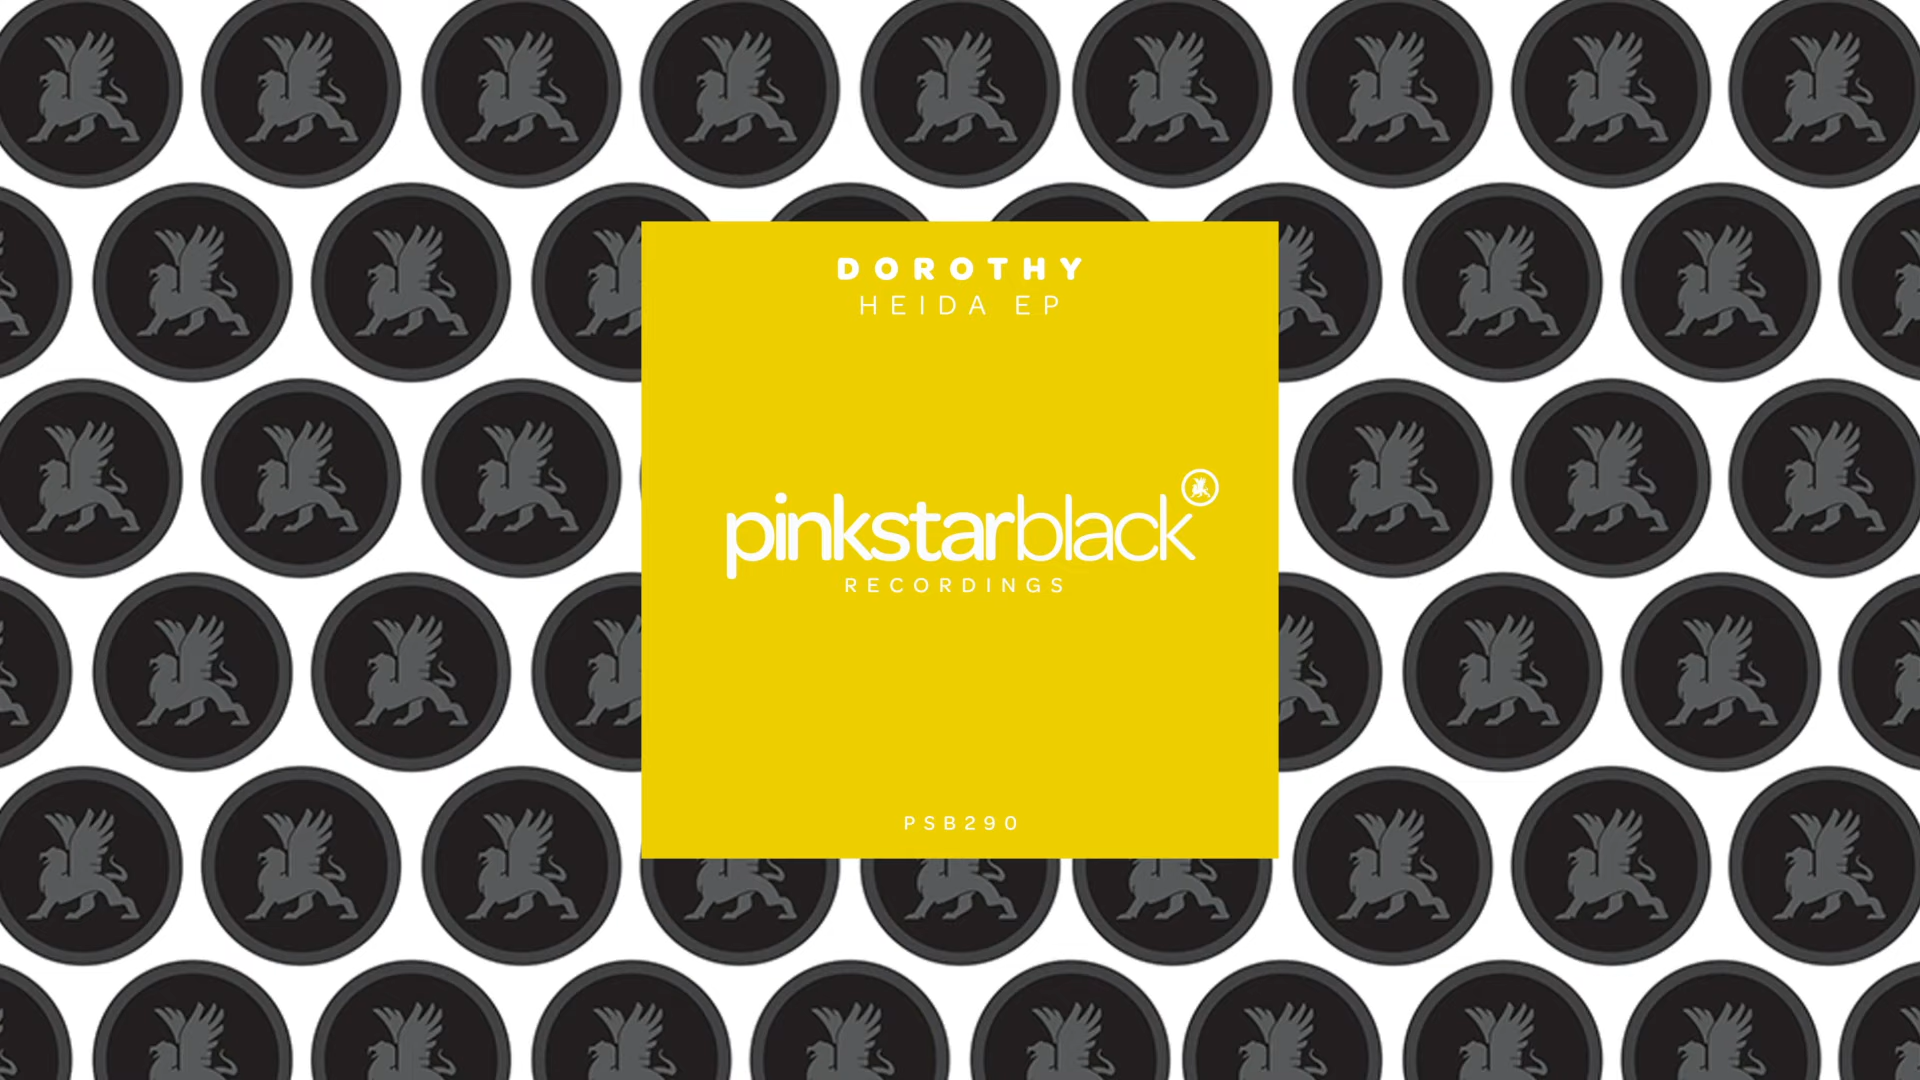 DOROTHY
HEIDA EP
pinkstarblack
RECORDINGS
PSB290